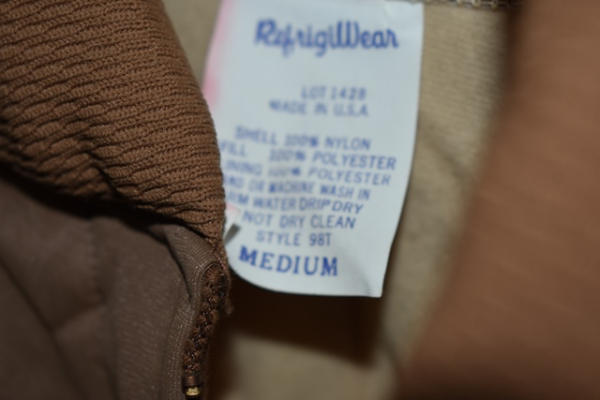 RefrigiWear
LOT 1428
MADE IN U.S.A.
SHELL 100% NYLON
FILL 100% POLYESTER
LINING 100% POLYESTER
OR MACHINE WASH IN
WATER DRIP DRY
NOT DRY CLEAN
STYLE 98T
MEDIUM